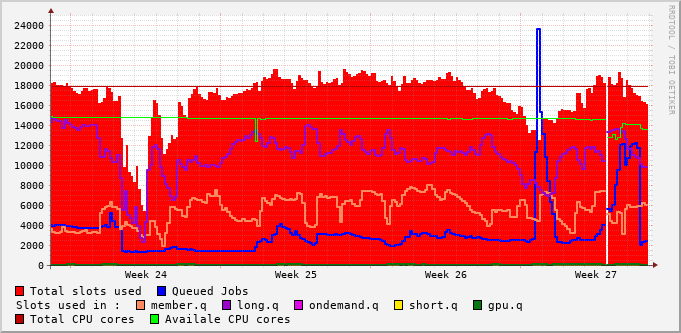 24000
22000
20000
18000
16000
14000
12000
10000
8000
6000
4000
2000
0
Week 24 Week 25 Week 26 Week 27
RRDTOOL / TOBI OETIKER
Total slots used Queued Jobs
Slots used in : member.q long.q ondemand.q short.q gpu.q
Total CPU cores Availale CPU cores